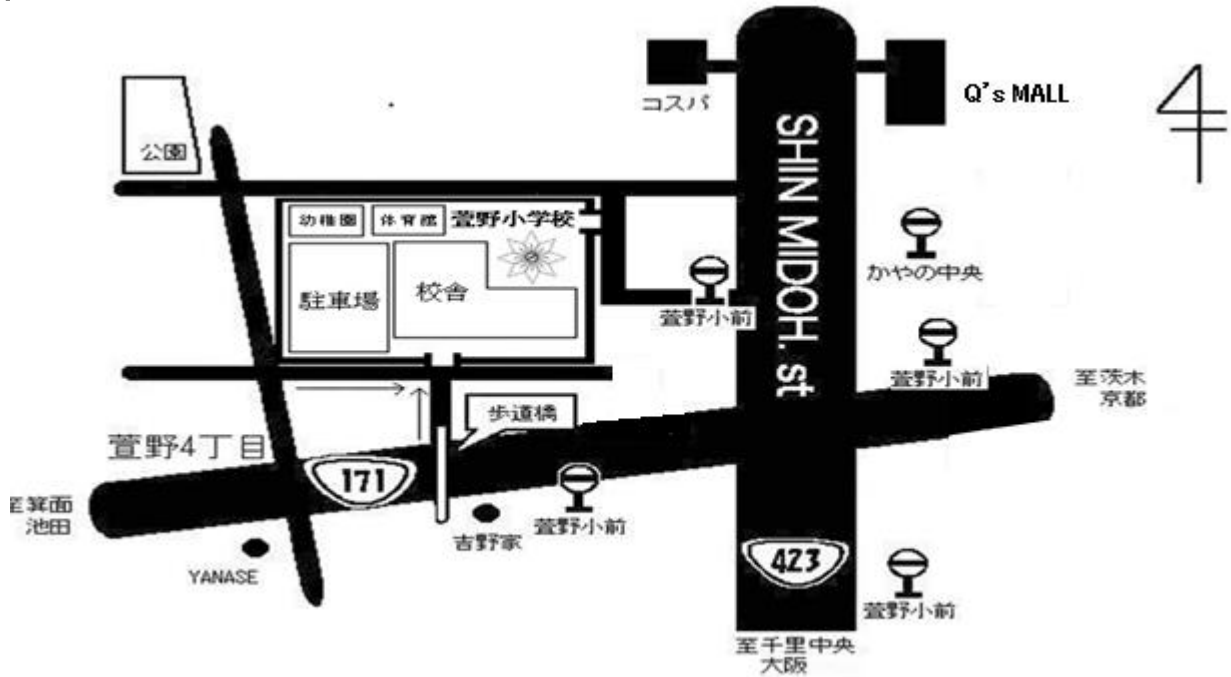 コスパ
Q's MALL
公園
SHIN MIDOH. st
幼稚園
体育館
萱野小学校
かやの中央
駐車場
校舎
萱野小前
萱野小前
至茨木
京都
歩道橋
萱野4丁目
171
至箕面
池田
萱野小前
吉野家
YANASE
423
萱野小前
至千里中央
大阪